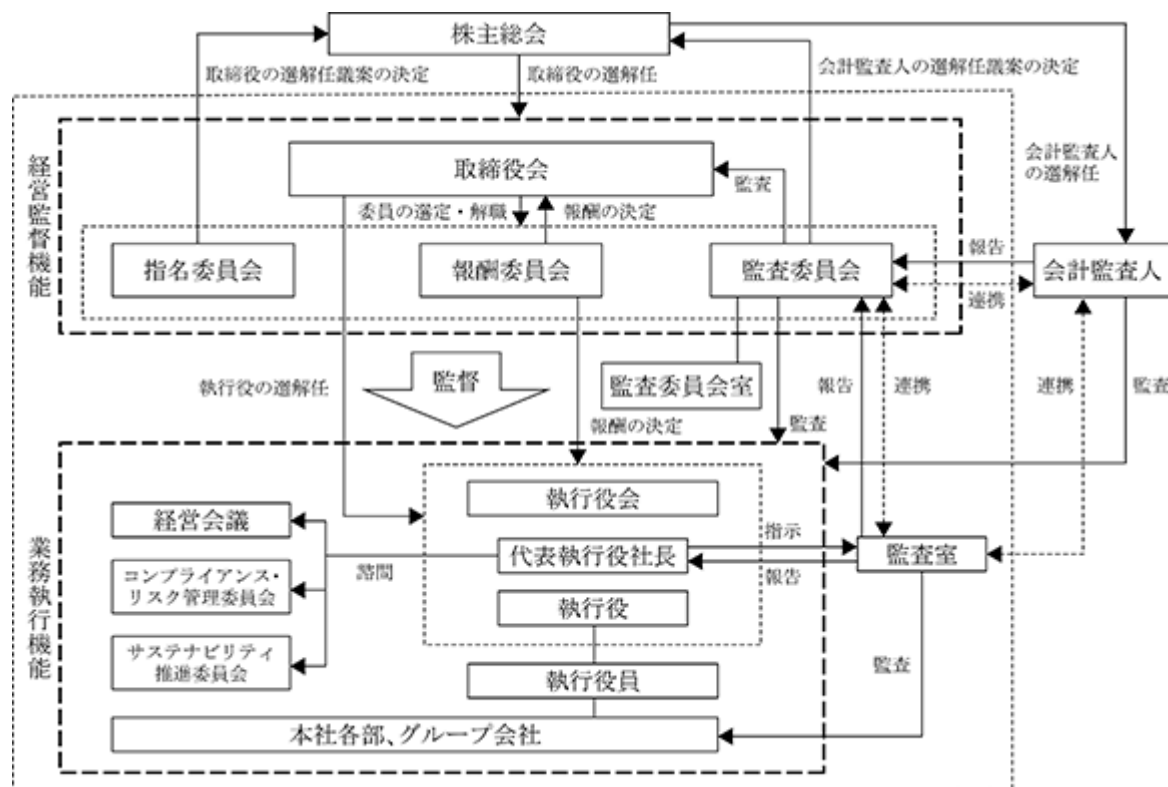 株主総会
取締役の選解任議案の決定
取締役の選解任
会計監査人の選解任議案の決定
会計監査人
の選解任
経営監督機能
取締役会
監査
委員の選定・解職
報酬の決定
指名委員会
報酬委員会
監査委員会
報告
会計監査人
連携
執行役の選解任
監督
監査委員会室
報告
連携
連携
監査
報酬の決定
監査
業務執行機能
執行役会
経営会議
代表執行役社長
指示
監査室
報告
諮問
コンプライアンス・
リスク管理委員会
執行役
サステナビリティ
推進委員会
執行役員
監査
本社各部、グループ会社